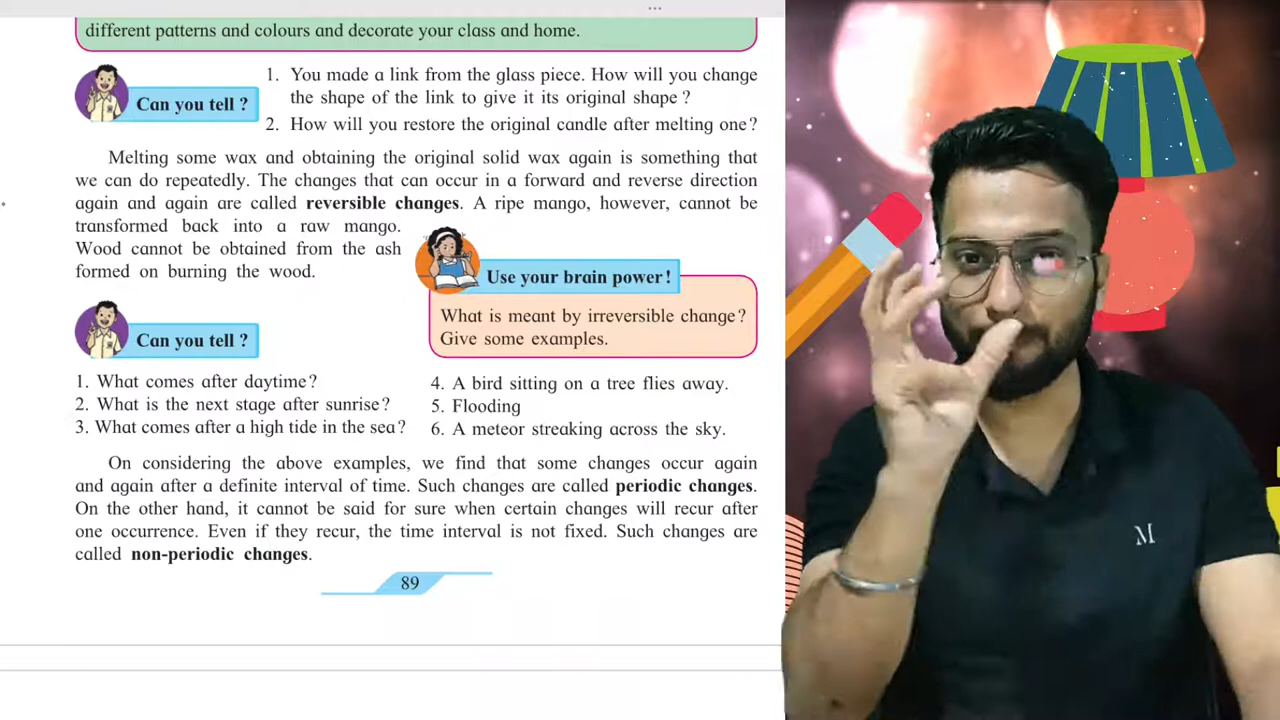 different patterns and colours and decorate your class and home.
Can you tell ?
1. You made a link from the glass piece. How will you change
the shape of the link to give it its original shape ?
2. How will you restore the original candle after melting one?
Melting some wax and obtaining the original solid wax again is something that
we can do repeatedly. The changes that can occur in a forward and reverse direction
again and again are called reversible changes. A ripe mango, however, cannot be
transformed back into a raw mango.
Wood cannot be obtained from the ash
formed on burning the wood.
Use your brain power!
What is meant by irreversible change?
Give some examples.
Can you tell ?
1. What comes after daytime?
2. What is the next stage after sunrise?
3. What comes after a high tide in the sea?
4. A bird sitting on a tree flies away.
5. Flooding
6. A meteor streaking across the sky.
On considering the above examples, we find that some changes occur again
and again after a definite interval of time. Such changes are called periodic changes.
On the other hand, it cannot be said for sure when certain changes will recur after
one occurrence. Even if they recur, the time interval is not fixed. Such changes are
called non-periodic changes.
89
M